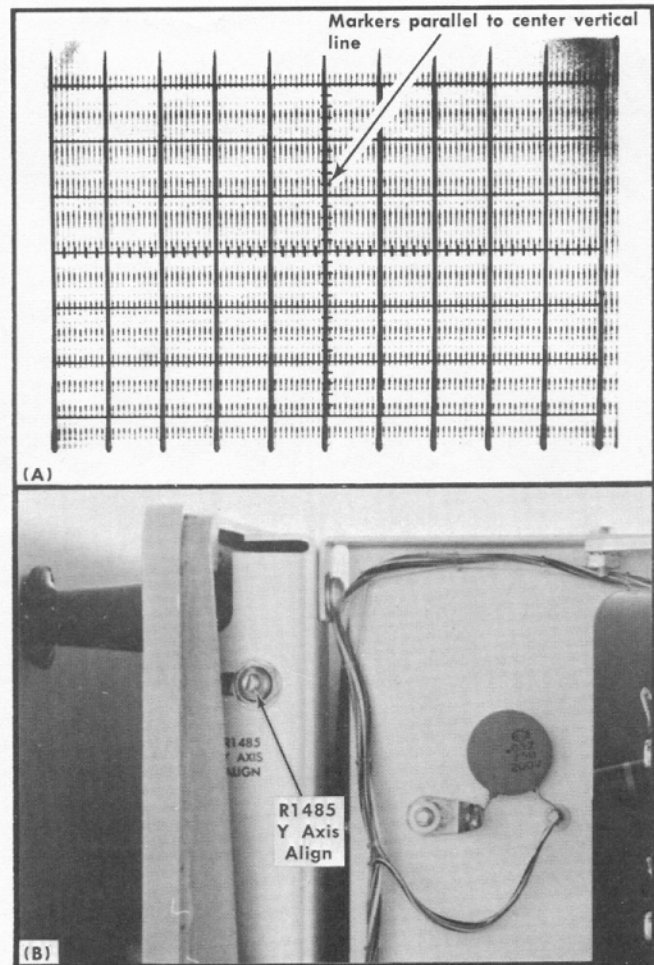 Markers parallel to center vertical
line
(A)
R1485
Y AXIS
ALIGN
R1485
Y Axis
Align
(B)